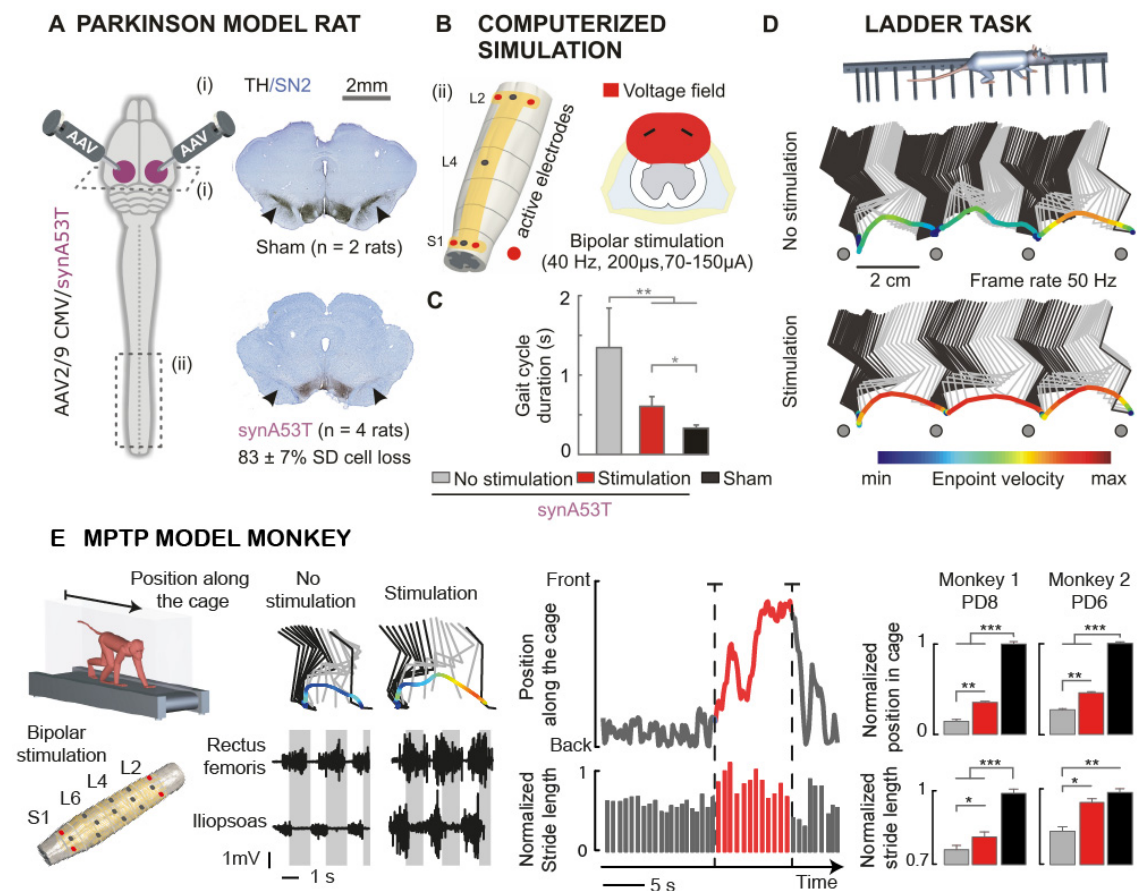 A PARKINSON MODEL RAT
(i)
TH/SN2
2mm
AAV
AAV
(i)
Sham (n = 2 rats)
AAV2/9 CMV/synA53T
(ii)
synA53T (n = 4 rats)
83 ± 7% SD cell loss
B COMPUTERIZED
SIMULATION
(ii)
L2
L4
S1
active electrodes
Voltage field
Bipolar stimulation
(40 Hz, 200µs,70-150µA)
C
Gait cycle
duration (s)
2
1
0
**
*
No stimulation
Stimulation
Sham
synA53T
D LADDER TASK
No stimulation
2 cm
Frame rate 50 Hz
Stimulation
min
Enpoint velocity
max
E MPTP MODEL MONKEY
Position along
the cage
No
stimulation
Stimulation
Bipolar
stimulation
L2
L4
L6
S1
Rectus
femoris
Iliopsoas
1mV
1 s
Front
Position
along the cage
Back
Normalized
Stride length
1
0
5 s
Time
Monkey 1
PD8
Monkey 2
PD6
Normalized
position in cage
1
0
***
**
***
**
Normalized
stride length
1
0.7
***
*
**
*